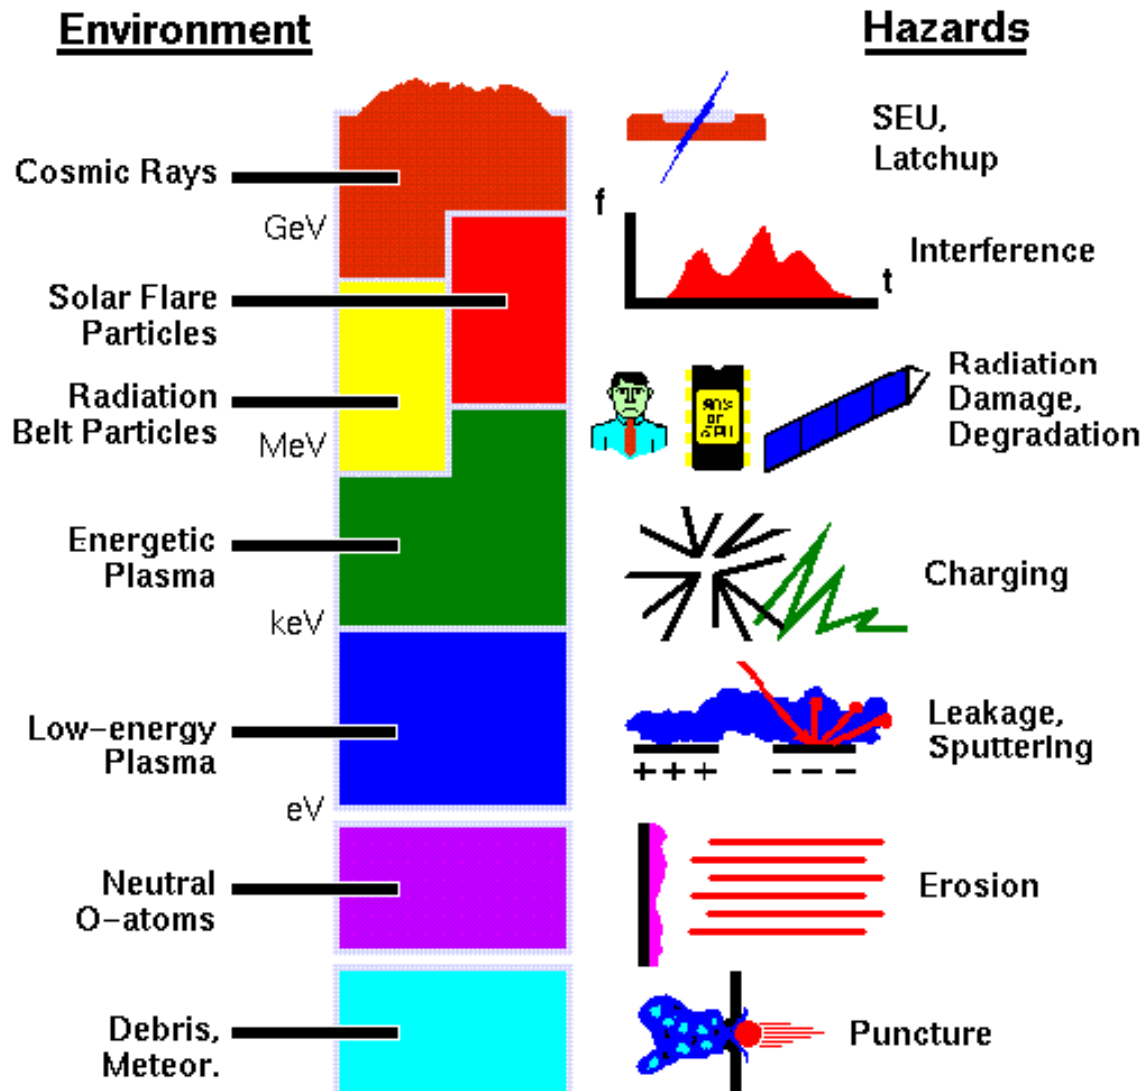 Environment
Hazards
Cosmic Rays
GeV
Solar Flare
Particles
Radiation
Belt Particles
MeV
Energetic
Plasma
keV
Low-energy
Plasma
eV
Neutral
O-atoms
Debris,
Meteor.
SEU,
Latchup
f
t
Interference
Radiation
Damage,
Degradation
Charging
Leakage,
Sputtering
+ + +
- - -
Erosion
Puncture